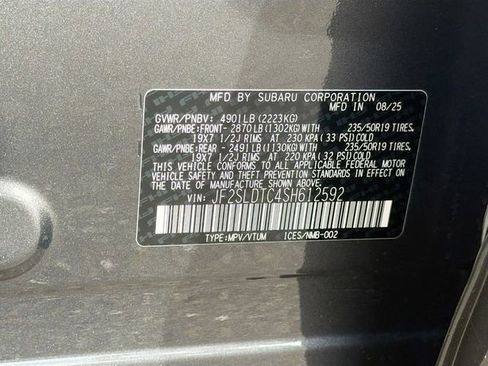 MFD BY SUBARU CORPORATION
GVWR/PNBV: 4901LB(2223KG) MFD IN 08/25
GAWR/PNBE:FRONT- 2870LB(1302KG)WITH 235/50R19 TIRES,
19X7 1/2J RIMS AT 230 KPA(33 PSI)COLD
GAWR/PNBE:REAR - 2491LB(1130KG)WITH 235/50R19 TIRES,
19X7 1/2J RIMS AT 220 KPA(32 PSI)COLD
THIS VEHICLE CONFORMS TO ALL APPLICABLE FEDERAL MOTOR
VEHICLE SAFETY STANDARDS IN EFFECT ON THE DATE OF
MANUFACTURE SHOWN ABOVE.
VIN: JF2SLDTC4SH612592
TYPE:MPV/VTUM ICES/NMB-002